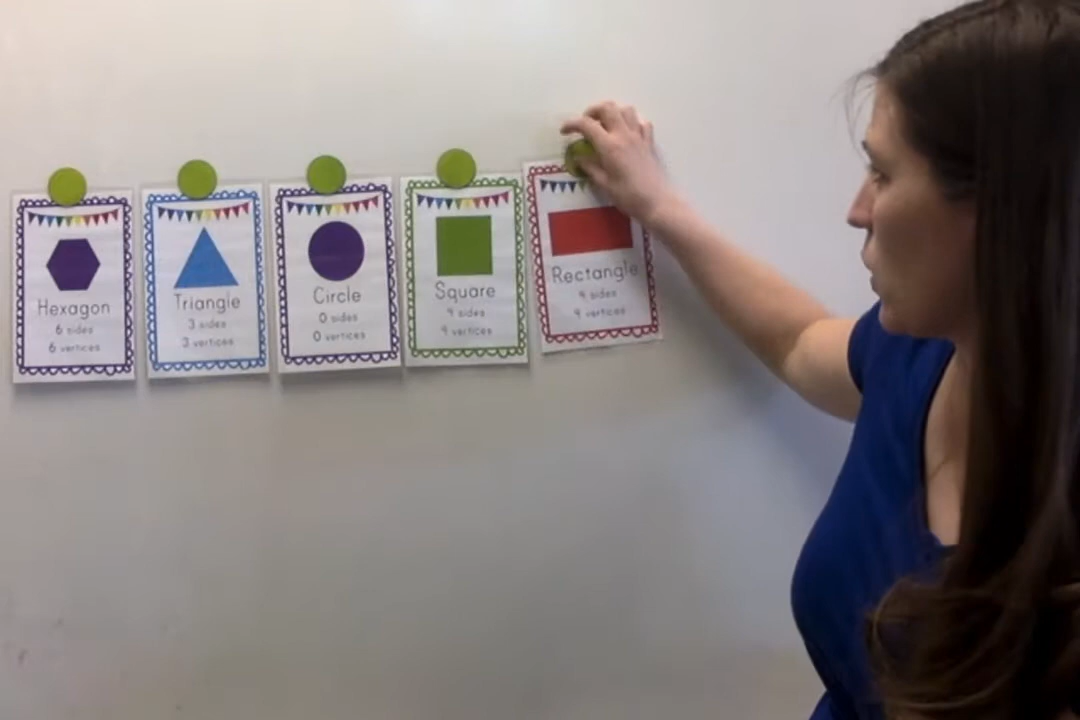 Hexagon
6 sides
6 vertices
Triangle
3 sides
3 vertices
Circle
0 sides
0 vertices
Square
4 sides
4 vertices
Rectangle
4 sides
4 vertices